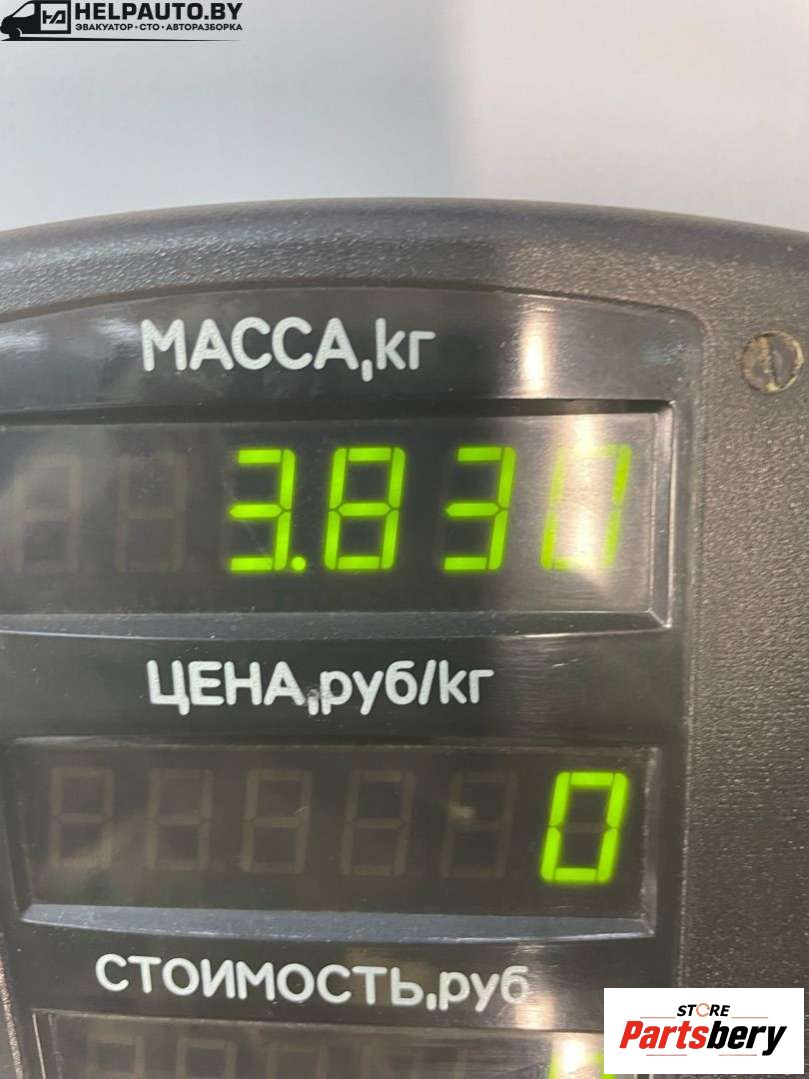 HELPAUTO.BY
ЭВАКУАТОР·СТО·АВТОРАЗБОРКА
МАССА,кг
3.830
ЦЕНА,руб/кг
0
СТОИМОСТЬ,руб
STORE
Partsbery